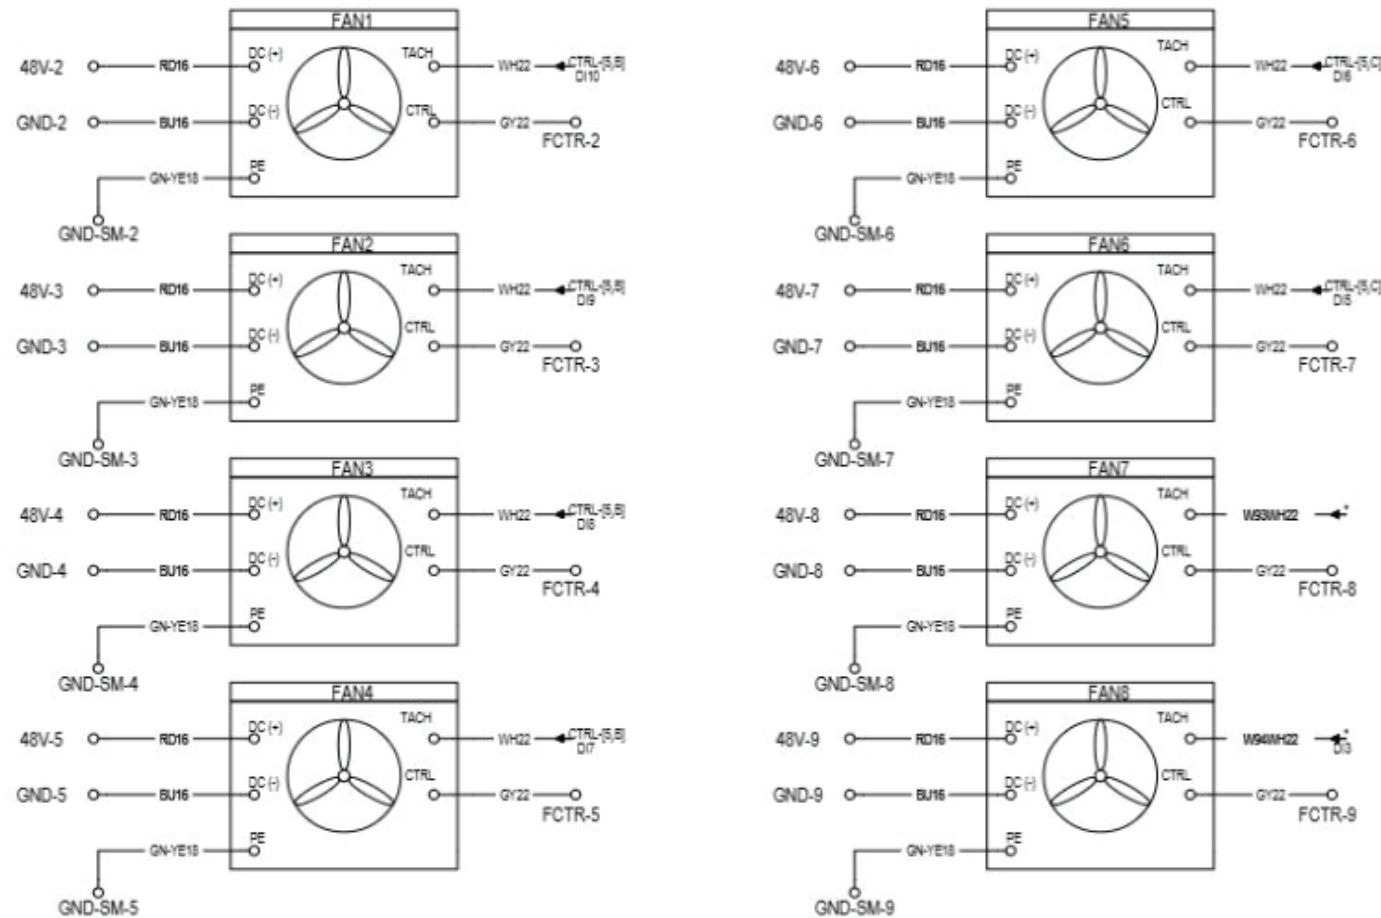 FAN1
DC (+)
TACH
48V-2
RD16
WH22
CTRL-[5,B]
DI10
DC (-)
CTRL
GND-2
BU16
GY22
FCTR-2
PE
GN-YE18
GND-SM-2
FAN2
DC (+)
TACH
48V-3
RD16
WH22
CTRL-[5,B]
DI9
DC (-)
CTRL
GND-3
BU16
GY22
FCTR-3
PE
GN-YE18
GND-SM-3
FAN3
DC (+)
TACH
48V-4
RD16
WH22
CTRL-[5,B]
DI8
DC (-)
CTRL
GND-4
BU16
GY22
FCTR-4
PE
GN-YE18
GND-SM-4
FAN4
DC (+)
TACH
48V-5
RD16
WH22
CTRL-[5,B]
DI7
DC (-)
CTRL
GND-5
BU16
GY22
FCTR-5
PE
GN-YE18
GND-SM-5
FAN5
DC (+)
TACH
48V-6
RD16
WH22
CTRL-[5,C]
DI6
DC (-)
CTRL
GND-6
BU16
GY22
FCTR-6
PE
GN-YE18
GND-SM-6
FAN6
DC (+)
TACH
48V-7
RD16
WH22
CTRL-[5,C]
DI5
DC (-)
CTRL
GND-7
BU16
GY22
FCTR-7
PE
GN-YE18
GND-SM-7
FAN7
DC (+)
TACH
48V-8
RD16
W93WH22
*
DC (-)
CTRL
GND-8
BU16
GY22
FCTR-8
PE
GN-YE18
GND-SM-8
FAN8
DC (+)
TACH
48V-9
RD16
W94WH22
*
DI3
DC (-)
CTRL
GND-9
BU16
GY22
FCTR-9
PE
GN-YE18
GND-SM-9